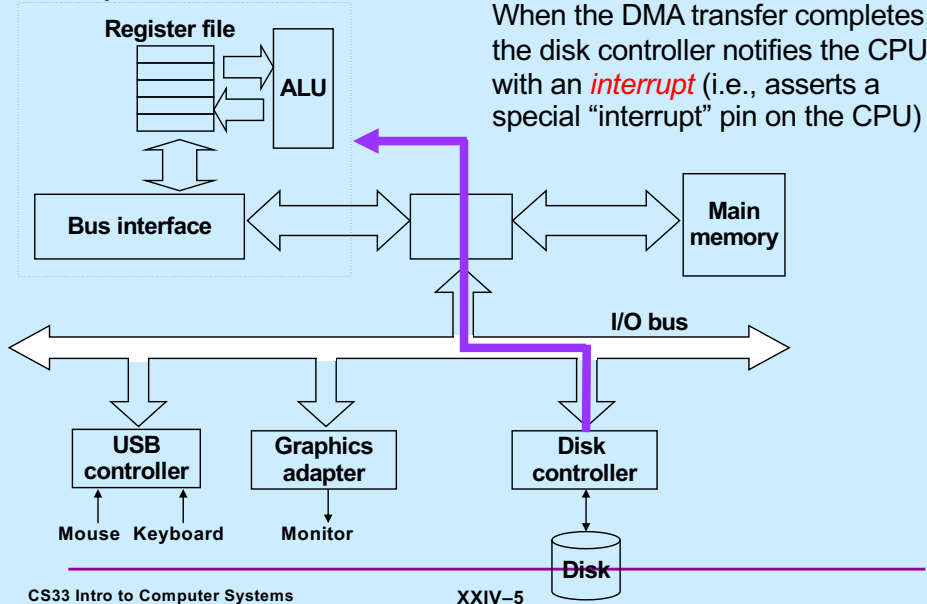 When the DMA transfer completes,
the disk controller notifies the CPU
with an interrupt (i.e., asserts a
special “interrupt” pin on the CPU)
Register file
ALU
Bus interface
Main
memory
I/O bus
USB
controller
Graphics
adapter
Disk
controller
Mouse Keyboard
Monitor
Disk
CS33 Intro to Computer Systems
XXIV–5